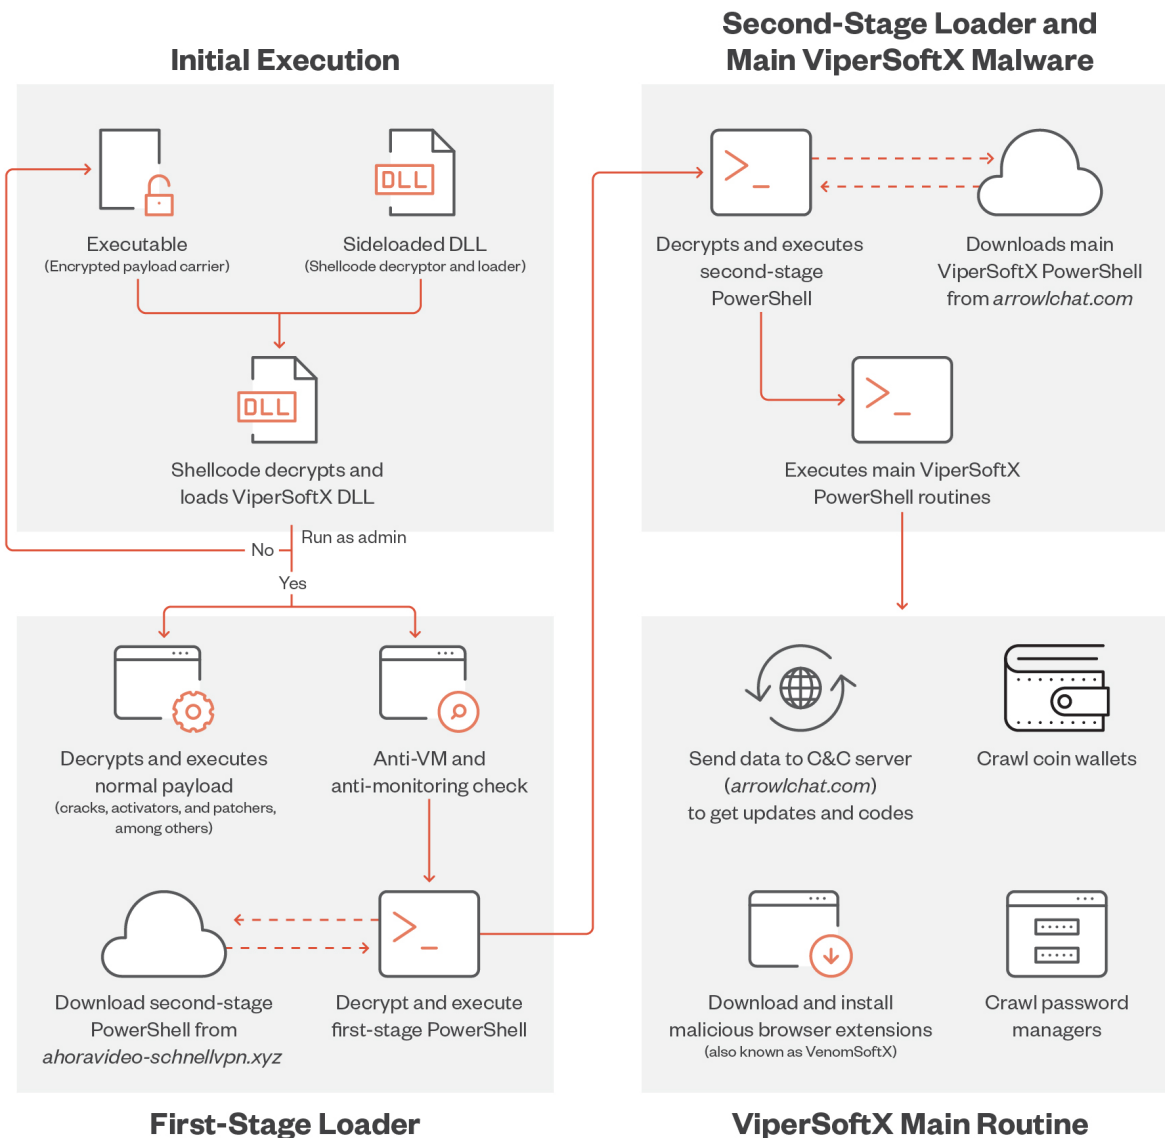 Initial Execution
DLL
Executable
(Encrypted payload carrier)
Sideloaded DLL
(Shellcode decryptor and loader)
DLL
Shellcode decrypts and
loads ViperSoftX DLL
Run as admin
No
Yes
Decrypts and executes
normal payload
(cracks, activators, and patchers,
among others)
Anti-VM and
anti-monitoring check
Download second-stage
PowerShell from
ahoravideo-schnellvpn.xyz
Decrypt and execute
first-stage PowerShell
First-Stage Loader
Second-Stage Loader and
Main ViperSoftX Malware
Decrypts and executes
second-stage
PowerShell
Downloads main
ViperSoftX PowerShell
from arrowlchat.com
Executes main ViperSoftX
PowerShell routines
Send data to C&C server
(arrowlchat.com)
to get updates and codes
Crawl coin wallets
Download and install
malicious browser extensions
(also known as VenomSoftX)
Crawl password
managers
ViperSoftX Main Routine